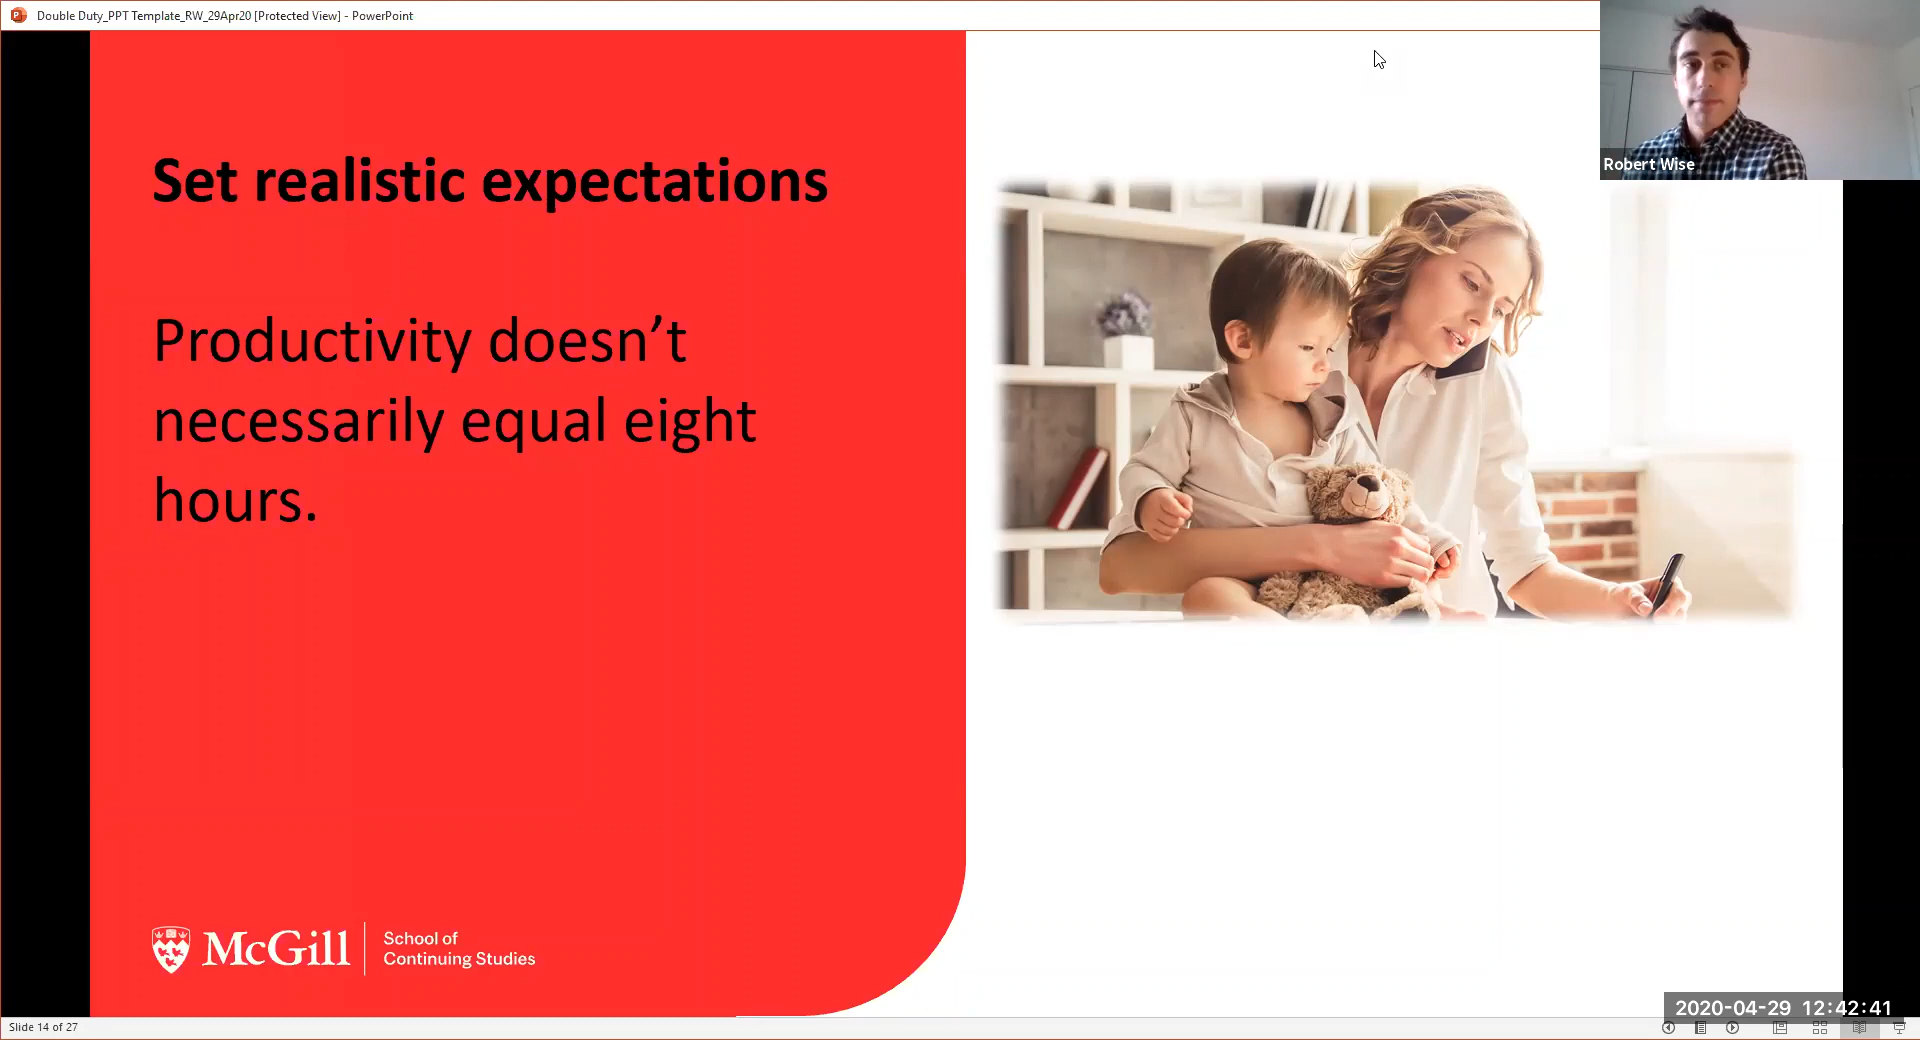 Double Duty_PPT Template_RW_29Apr20 [Protected View] - PowerPoint
Robert Wise
Set realistic expectations
Productivity doesn’t
necessarily equal eight
hours.
McGill
School of
Continuing Studies
2020-04-29 12:42:41
Slide 14 of 27